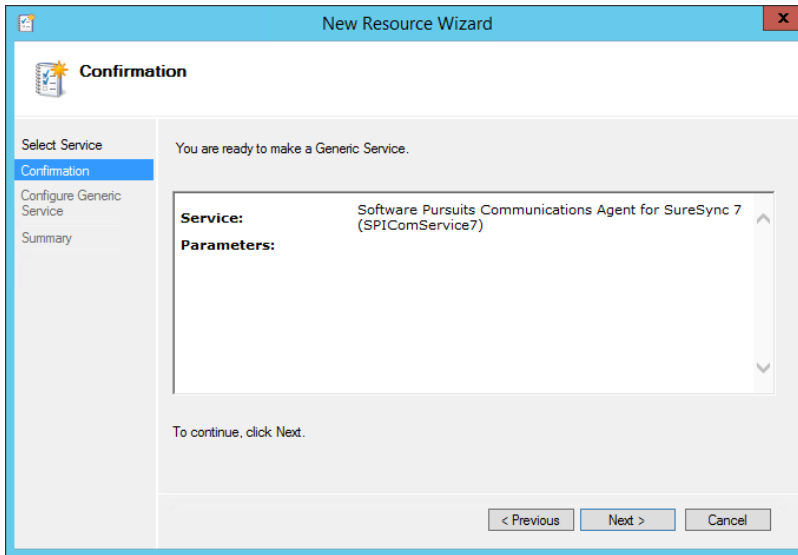 New Resource Wizard
x
Confirmation
Select Service
Confirmation
Configure Generic
Service
Summary
You are ready to make a Generic Service.
Service: Software Pursuits Communications Agent for SureSync 7
(SPIComService7)
Parameters:
To continue, click Next.
< Previous Next > Cancel